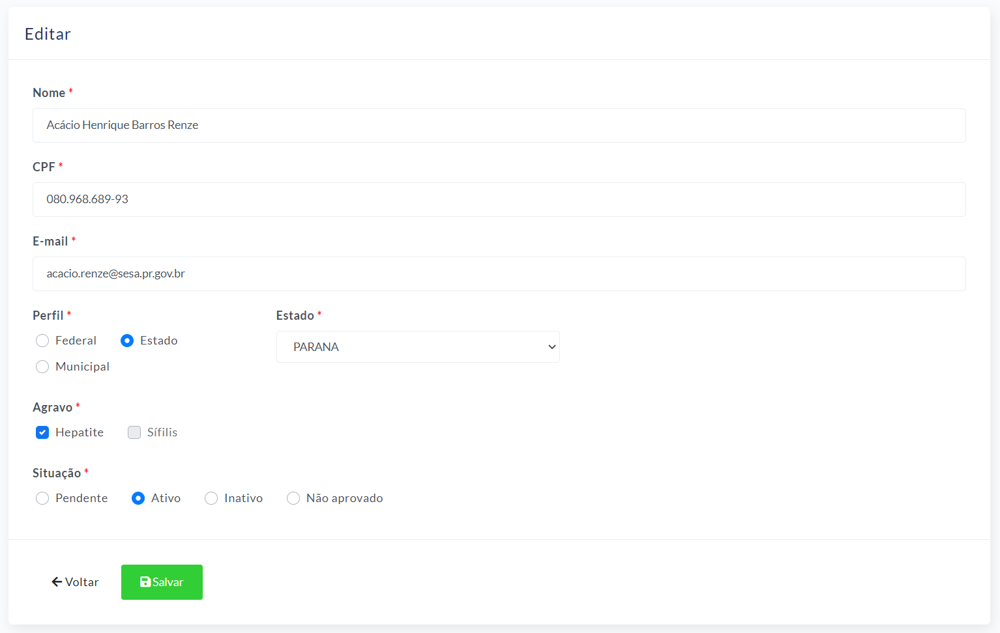 Editar
Nome *
Acácio Henrique Barros Renze
CPF *
080.968.689-93
E-mail *
acacio.renze@sesa.pr.gov.br
Perfil *
Federal
Estado
Municipal
Estado *
PARANA
Agravo *
Hepatite
Sífilis
Situação *
Pendente
Ativo
Inativo
Não aprovado
Voltar
Salvar